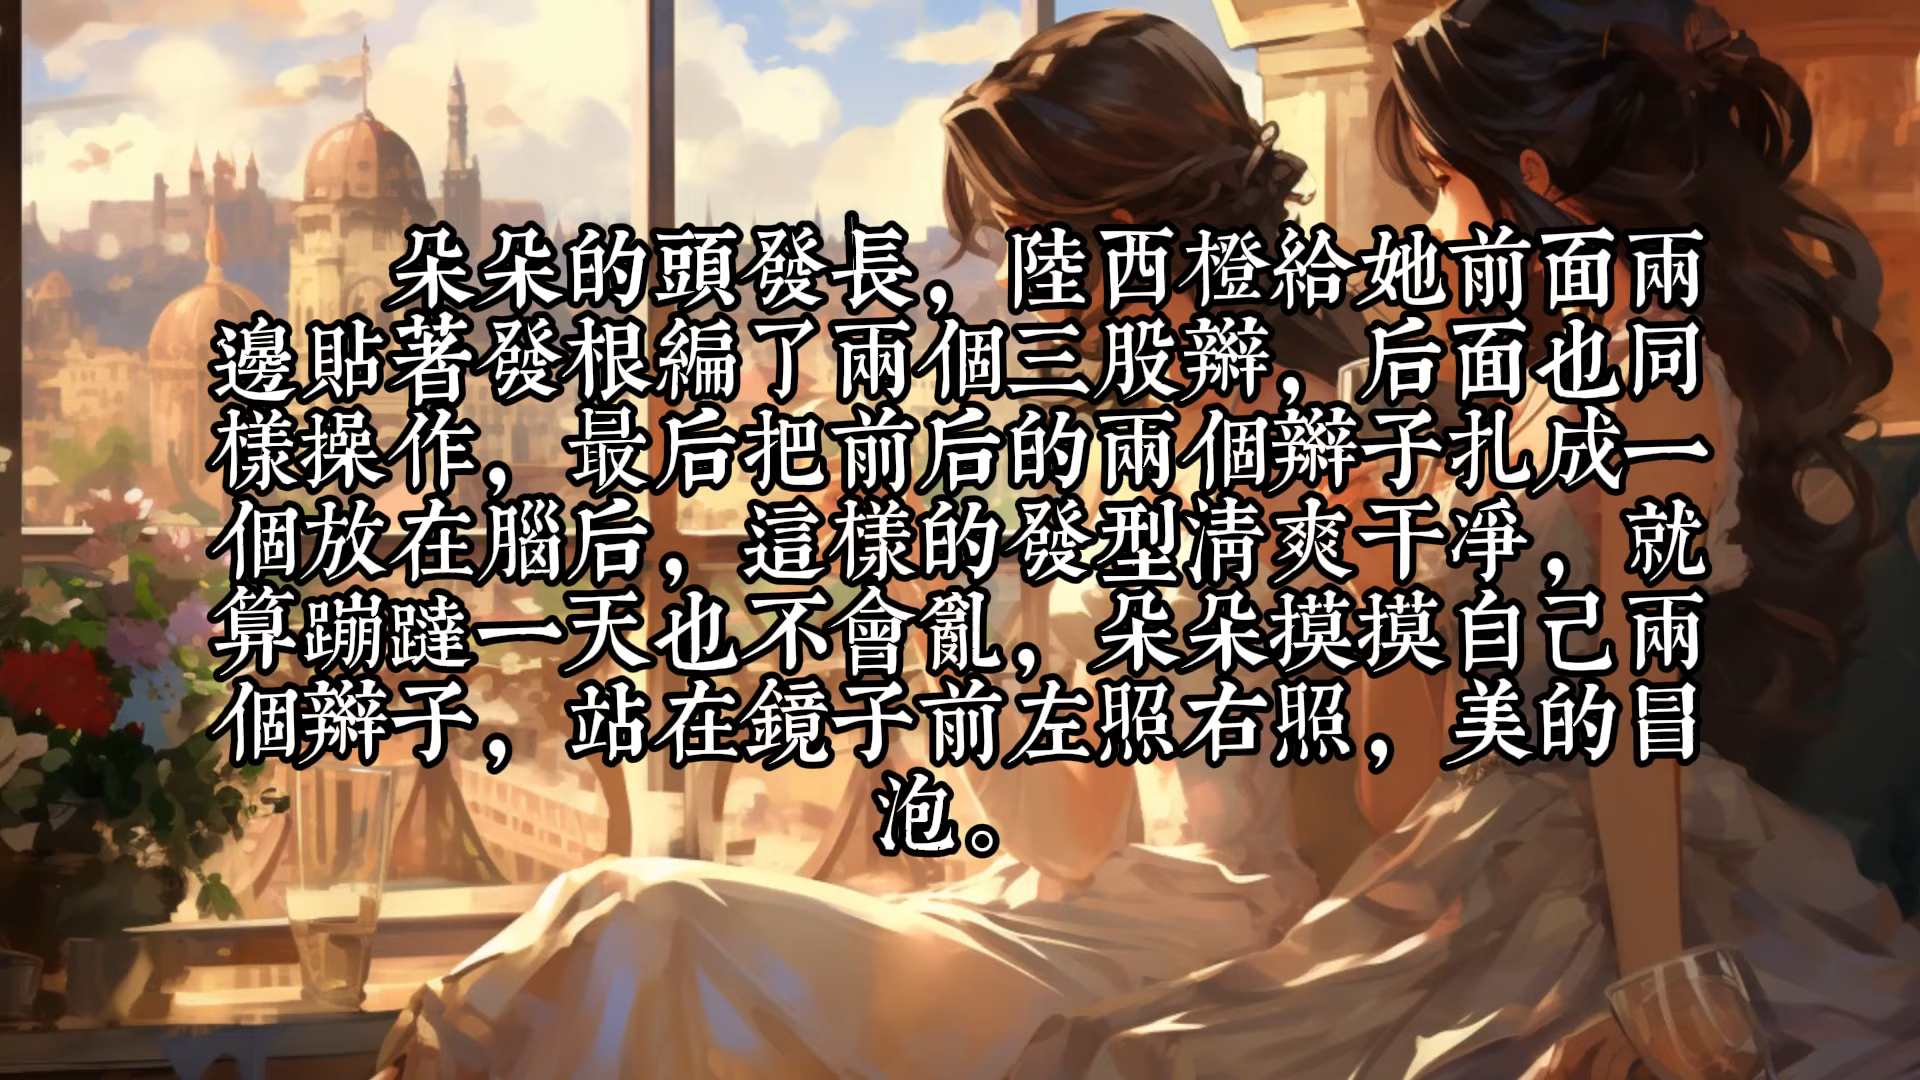 朵朵的頭發長，陸西橙給她前面兩
邊貼著發根編了兩個三股辮，后面也同
樣操作，最后把前后的兩個辮子扎成一
個放在腦后，這樣的發型清爽干凈，就
算蹦躂一天也不會亂，朵朵摸摸自己兩
個辮子，站在鏡子前左照右照，美的冒
泡。